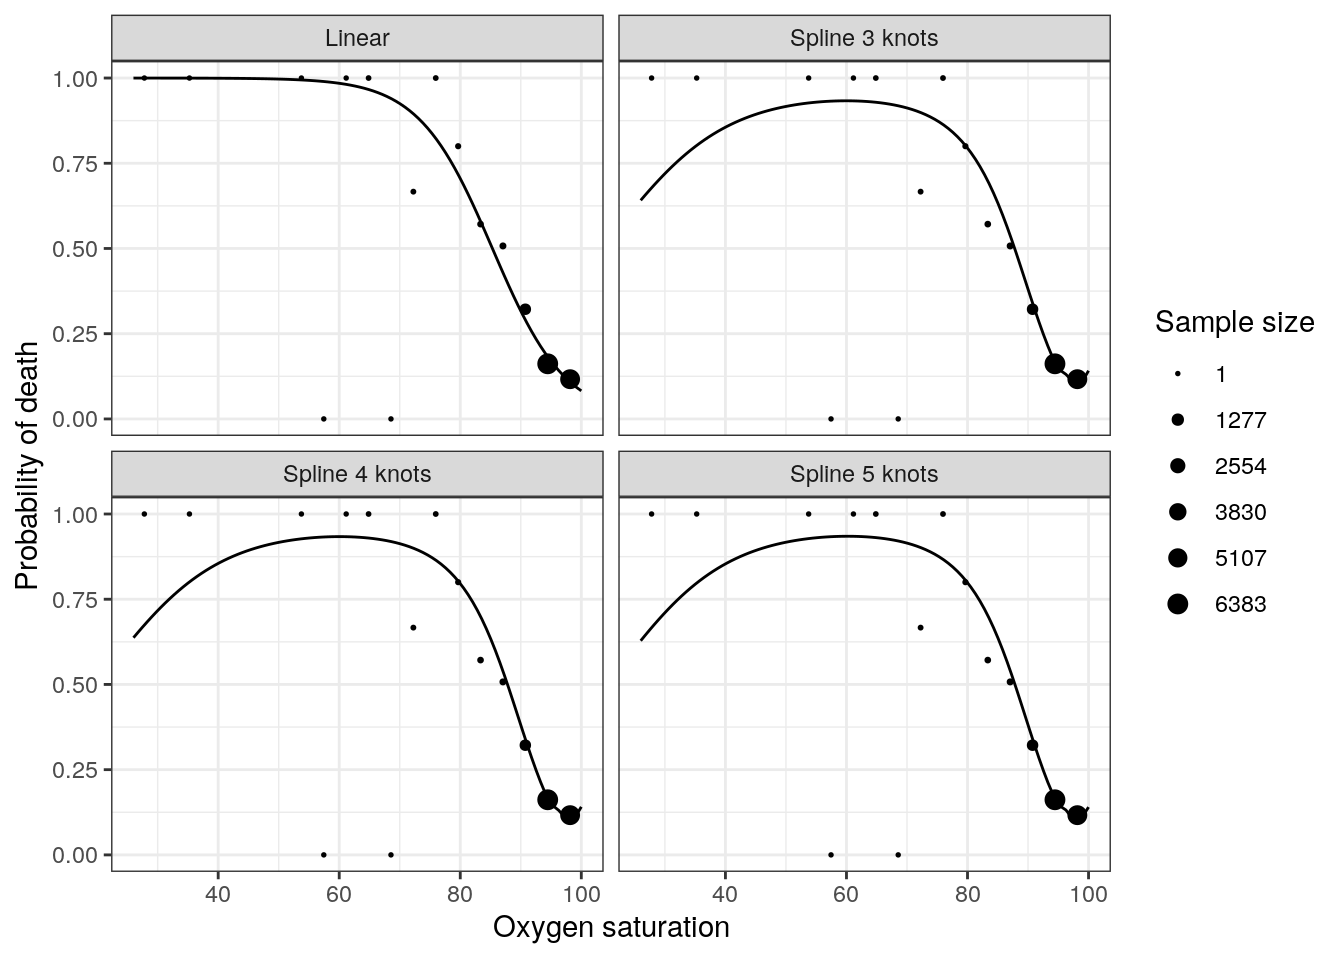 Linear
Spline 3 knots
1.00
0.75
0.50
0.25
0.00
Spline 4 knots
Spline 5 knots
1.00
0.75
0.50
0.25
0.00
40 60 80 100
40 60 80 100
Oxygen saturation
Probability of death
Sample size
1
1277
2554
3830
5107
6383